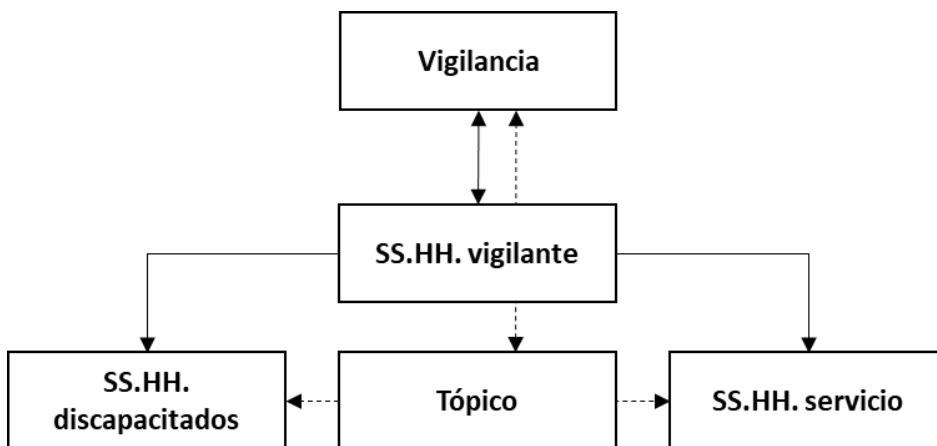 Vigilancia
SS.HH. vigilante
SS.HH.
discapacitados
Tópico
SS.HH. servicio